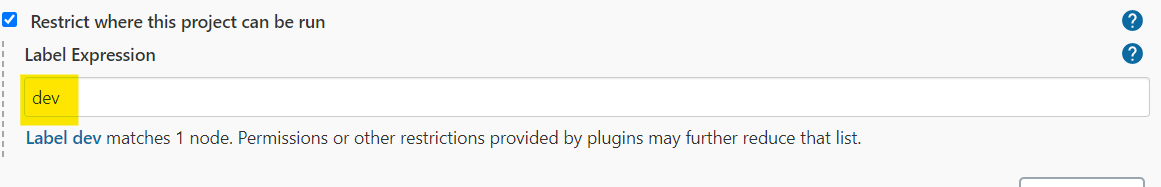 Restrict where this project can be run
Label Expression
dev
Label dev matches 1 node. Permissions or other restrictions provided by plugins may further reduce that list.